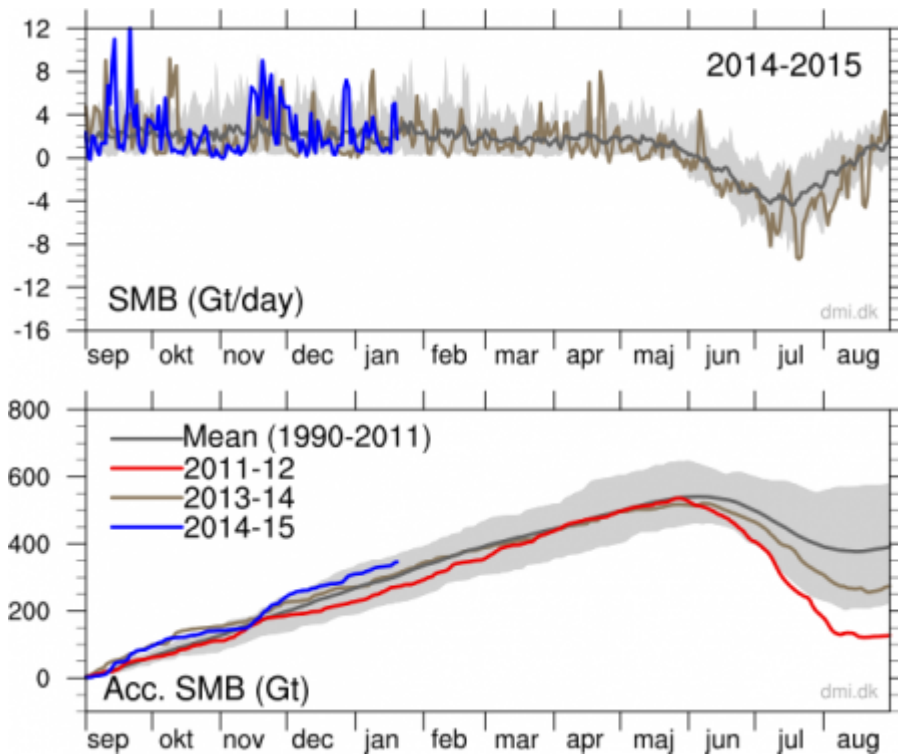 12
8
4
0
-4
-8
-12
-16
2014-2015
SMB (Gt/day)
dmi.dk
sep okt nov dec jan feb mar apr maj jun jul aug
800
600
400
200
0
Mean (1990-2011)
2011-12
2013-14
2014-15
Acc. SMB (Gt)
dmi.dk
sep okt nov dec jan feb mar apr maj jun jul aug